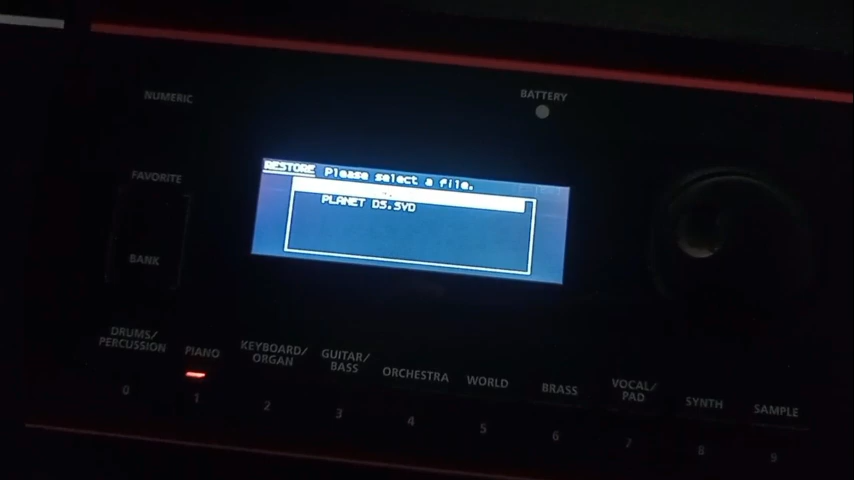 NUMERIC
BATTERY
RESTORE Please select a file.
PLANET DS.SVD
FAVORITE
BANK
DRUMS/
PERCUSSION
PIANO
KEYBOARD/
ORGAN
GUITAR/
BASS
ORCHESTRA
WORLD
BRASS
VOCAL/
PAD
SYNTH
SAMPLE
0
1
2
3
4
5
6
7
8
9